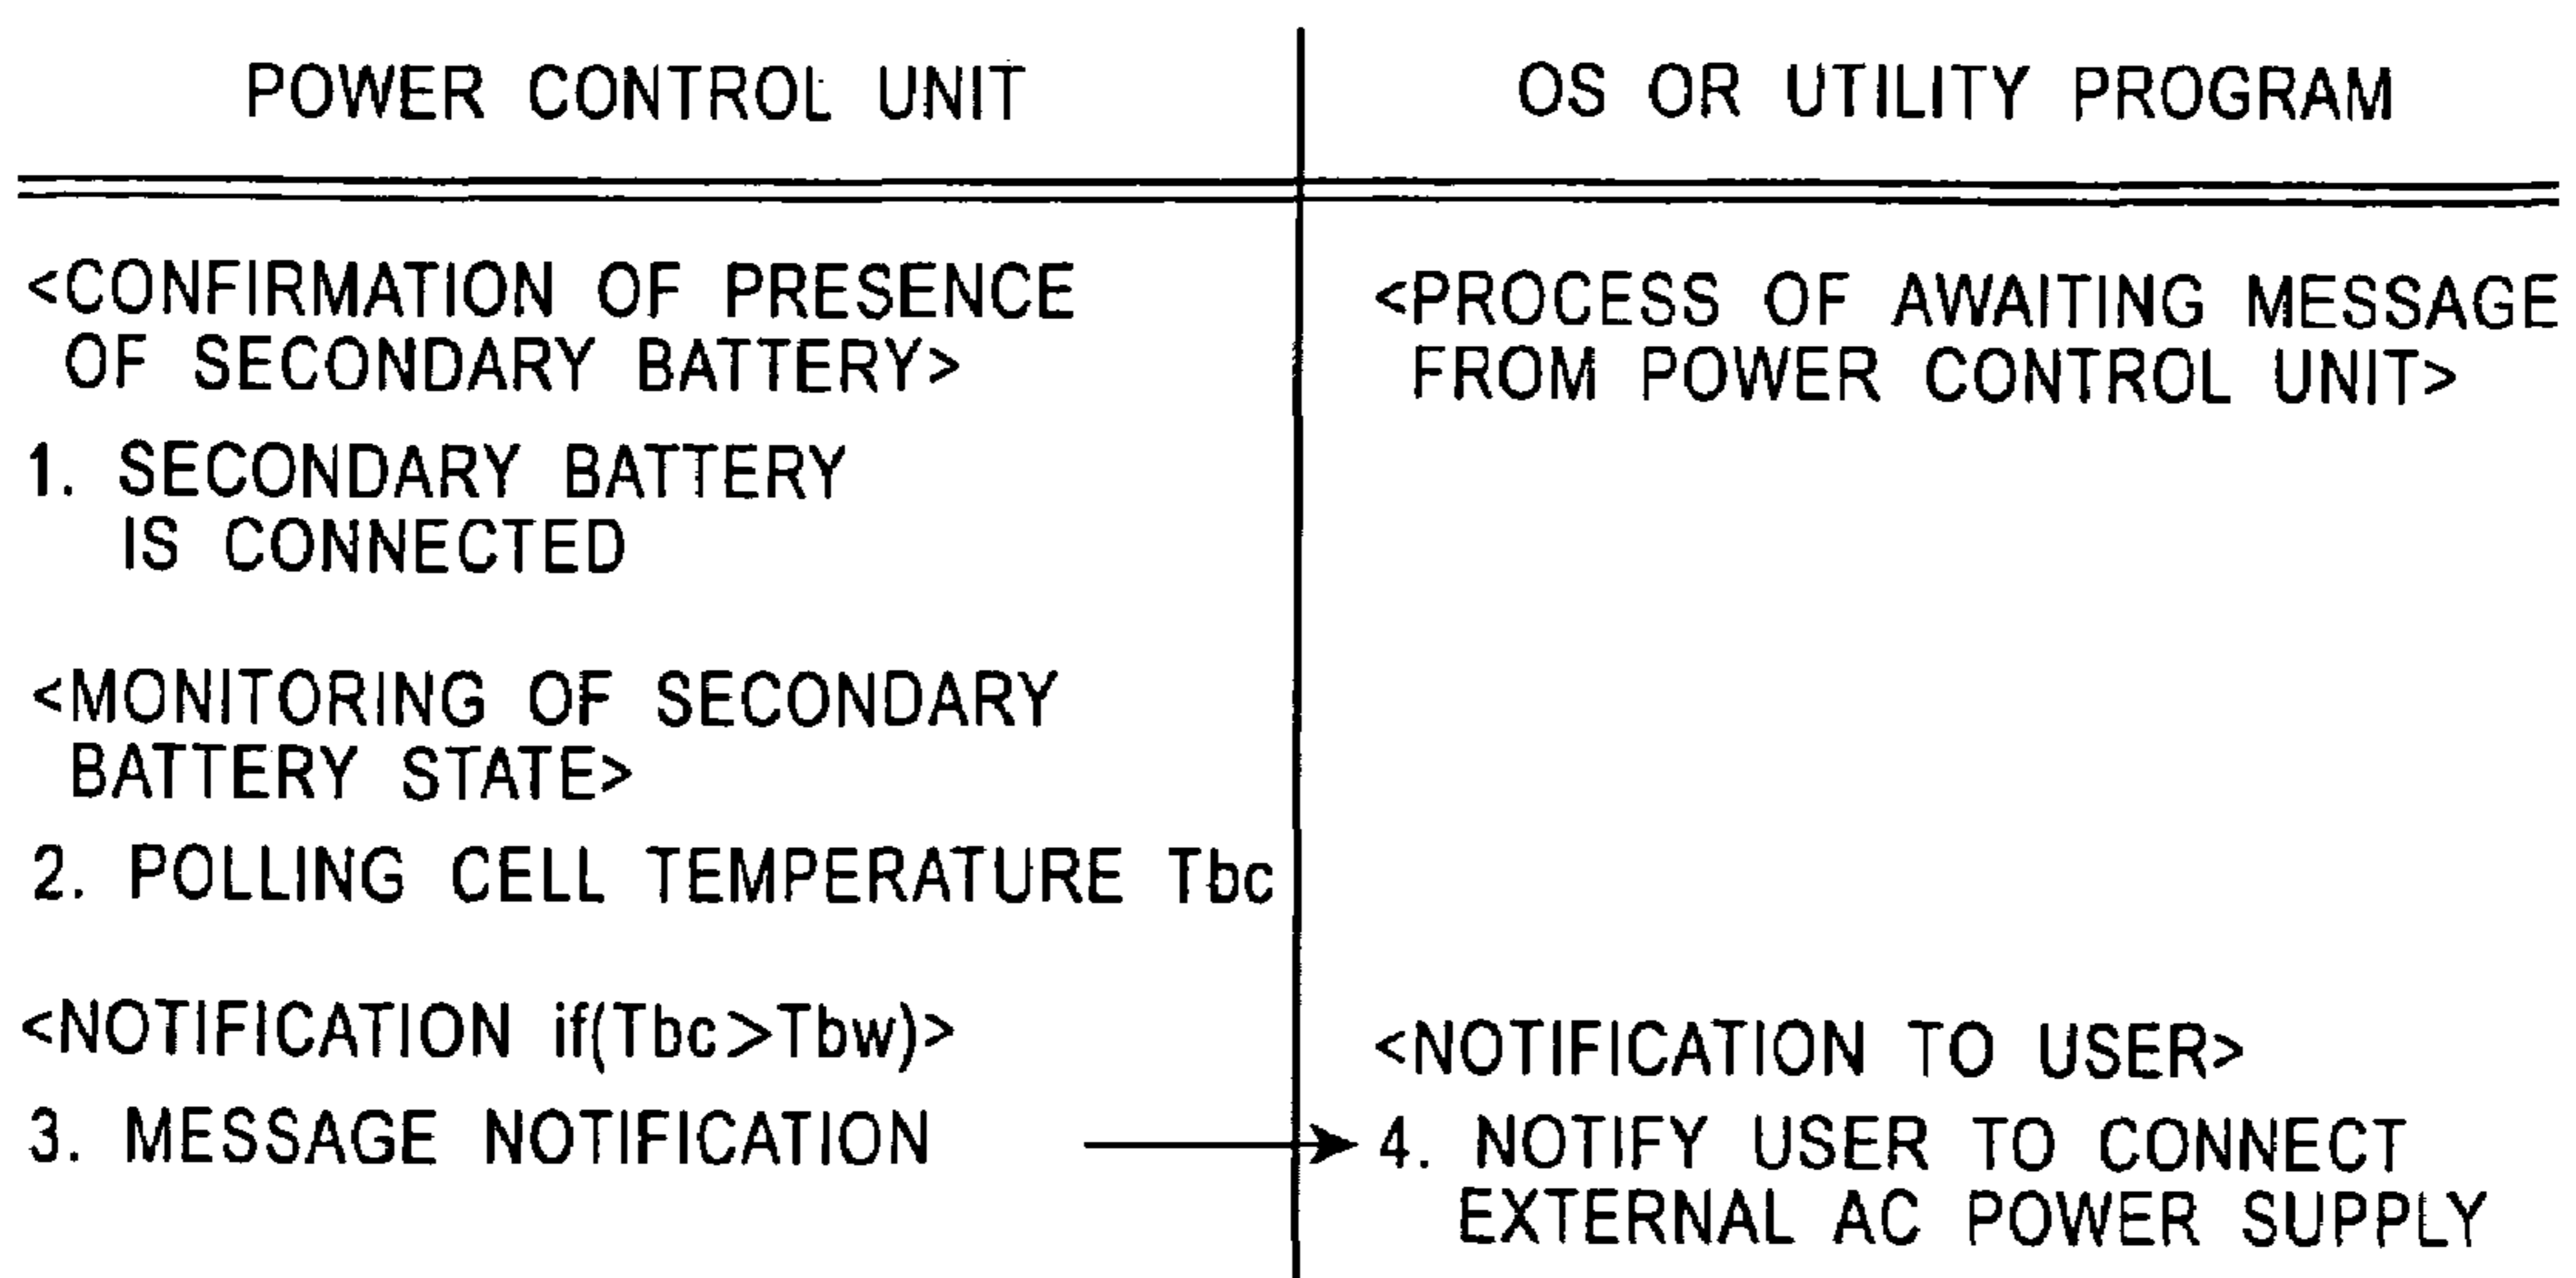 POWER CONTROL UNIT
OS OR UTILITY PROGRAM
<CONFIRMATION OF PRESENCE
OF SECONDARY BATTERY>
1. SECONDARY BATTERY
IS CONNECTED
<MONITORING OF SECONDARY
BATTERY STATE>
2. POLLING CELL TEMPERATURE Tbc
<NOTIFICATION if(Tbc>Tbw)>
3. MESSAGE NOTIFICATION
<PROCESS OF AWAITING MESSAGE
FROM POWER CONTROL UNIT>
<NOTIFICATION TO USER>
4. NOTIFY USER TO CONNECT
EXTERNAL AC POWER SUPPLY